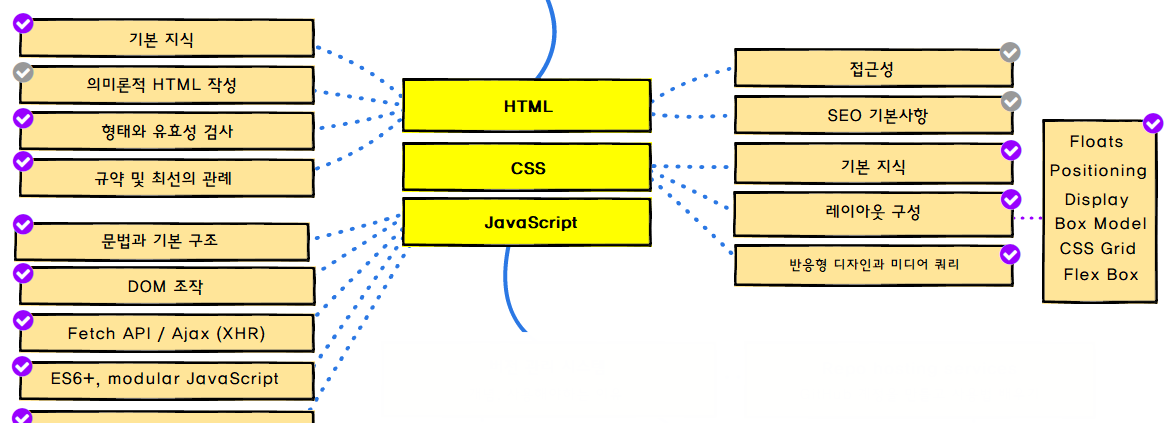 기본 지식
의미론적 HTML 작성
형태와 유효성 검사
규약 및 최선의 관례
HTML
접근성
SEO 기본사항
CSS
기본 지식
레이아웃 구성
반응형 디자인과 미디어 쿼리
Floats
Positioning
Display
Box Model
CSS Grid
Flex Box
JavaScript
문법과 기본 구조
DOM 조작
Fetch API / Ajax (XHR)
ES6+, modular JavaScript